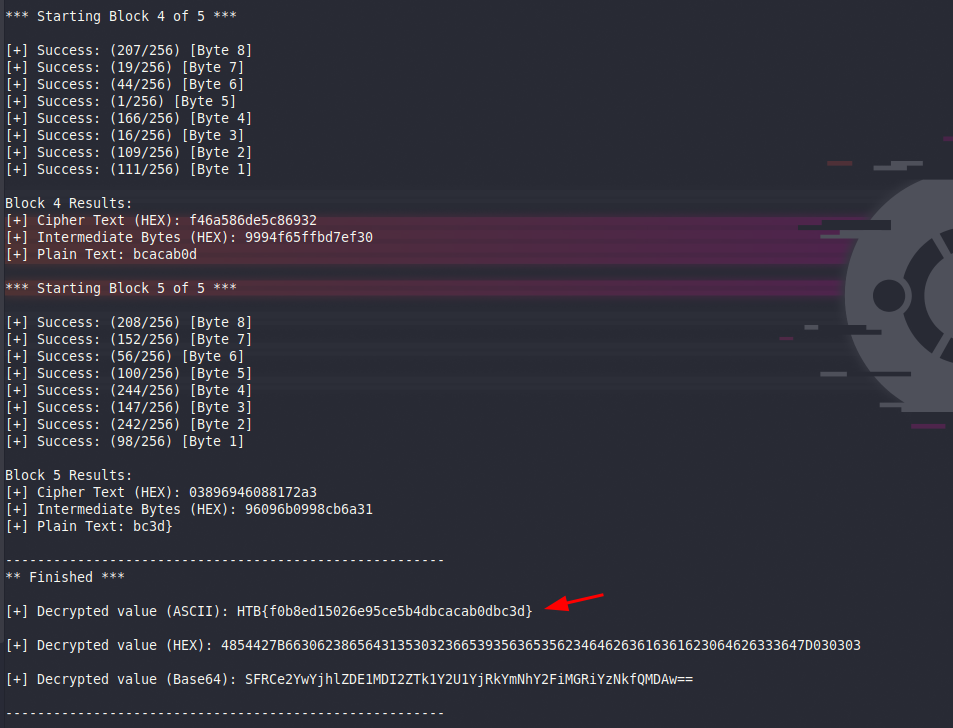 *** Starting Block 4 of 5 ***
[+] Success: (207/256) [Byte 8]
[+] Success: (19/256) [Byte 7]
[+] Success: (44/256) [Byte 6]
[+] Success: (1/256) [Byte 5]
[+] Success: (166/256) [Byte 4]
[+] Success: (16/256) [Byte 3]
[+] Success: (109/256) [Byte 2]
[+] Success: (111/256) [Byte 1]
Block 4 Results:
[+] Cipher Text (HEX): f46a586de5c86932
[+] Intermediate Bytes (HEX): 9994f65ffbd7ef30
[+] Plain Text: bcacab0d
*** Starting Block 5 of 5 ***
[+] Success: (208/256) [Byte 8]
[+] Success: (152/256) [Byte 7]
[+] Success: (56/256) [Byte 6]
[+] Success: (100/256) [Byte 5]
[+] Success: (244/256) [Byte 4]
[+] Success: (147/256) [Byte 3]
[+] Success: (242/256) [Byte 2]
[+] Success: (98/256) [Byte 1]
Block 5 Results:
[+] Cipher Text (HEX): 03896946088172a3
[+] Intermediate Bytes (HEX): 96096b0998cb6a31
[+] Plain Text: bc3d}
-------------------------------------------------------
** Finished ***
[+] Decrypted value (ASCII): HTB{f0b8ed15026e95ce5b4dbcacab0dbc3d}
[+] Decrypted value (HEX): 4854427B66306238656431353032366539356365356234646263616361623064626333647D030303
[+] Decrypted value (Base64): SFRCe2YwYjhlZDE1MDI2ZTk1Y2U1YjRkYmNhY2FiMGRiYzNkfQMDAw==
-------------------------------------------------------